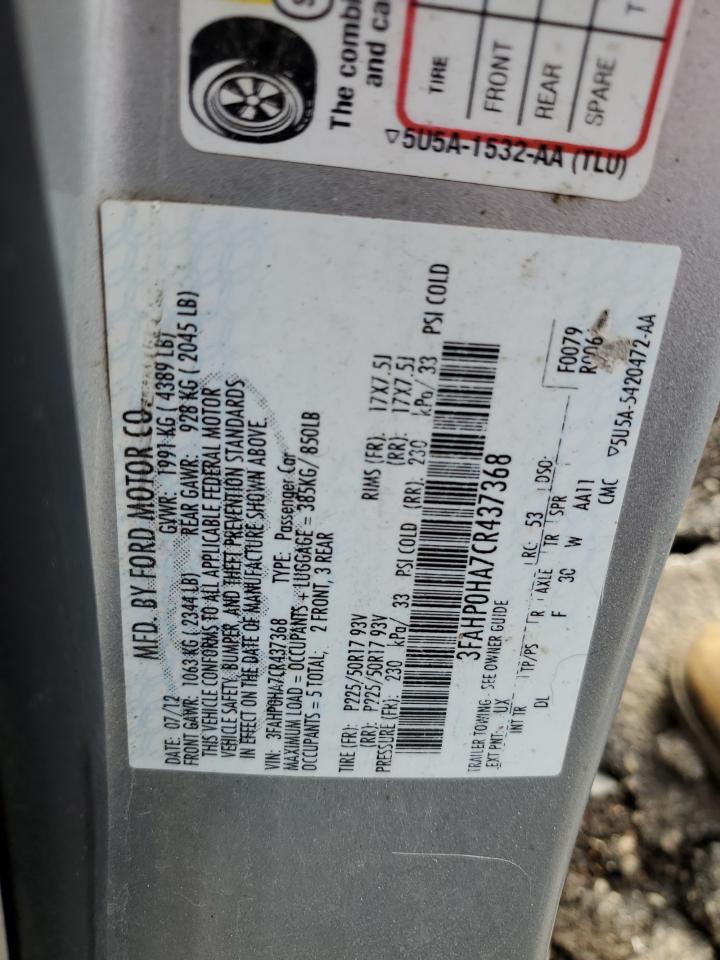 The combi
and ca
TIRE
FRONT
REAR
SPARE
T
▽5U5A-1532-AA (TLU)
MFD. BY FORD MOTOR CO.
DATE: 07/12 GVWR: 1991 KG ( 4389 LB)
FRONT GAWR: 1063 KG ( 2344 LB) REAR GAWR: 928 KG ( 2045 LB)
THIS VEHICLE CONFORMS TO ALL APPLICABLE FEDERAL MOTOR
VEHICLE SAFETY, BUMPER, AND THEFT PREVENTION STANDARDS
IN EFFECT ON THE DATE OF MANUFACTURE SHOWN ABOVE.
VIN: 3FAHP0HA7CR437368 TYPE: Passenger Car
MAXIMUM LOAD = OCCUPANTS + LUGGAGE = 385KG/850LB
OCCUPANTS = 5 TOTAL; 2 FRONT, 3 REAR
TIRE (FR): P225/50R17 93V RIMS (FR): 17X7.5J
(RR): P225/50R17 93V (RR): 17X7.5J
PRESSURE (FR): 230 kPa/ 33 PSI COLD (RR): 230 kPa/ 33 PSI COLD
3FAHP0HA7CR437368
TRAILER TOWING - SEE OWNER GUIDE
F0079
EXT PNT: UX RC: 53 DSO:
INT TR TP/PS R AXLE TR SPR
DL F 30 W AA11
CMC
▽5U5A-5420472-AA